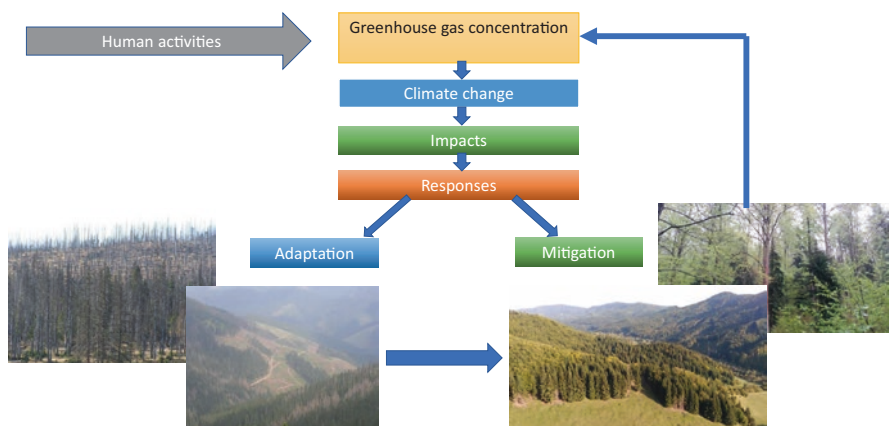 Human activities
Greenhouse gas concentration
Climate change
Impacts
Responses
Adaptation
Mitigation